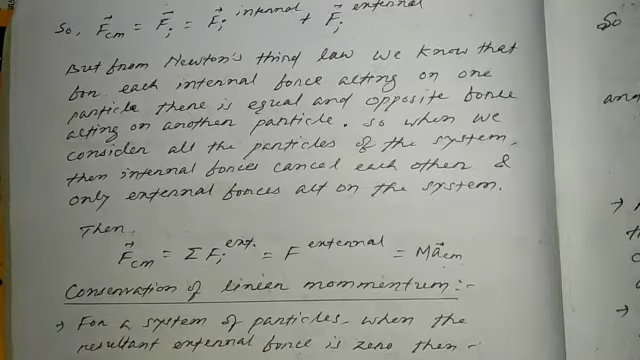 So, F⃗cm = F⃗i = F⃗i internal + F⃗i external
But from Newton's third law we know that
for each internal force acting on one
particle there is equal and opposite force
acting on another particle. So when we
consider all the particles of the system,
then internal forces cancel each other &
only external forces act on the system.
Then,
F⃗cm = Σ F⃗i ext. = F external = Ma⃗cm
Conservation of linear mommentum :-
→ For a system of particles, when the
resultant external force is zero then -
So